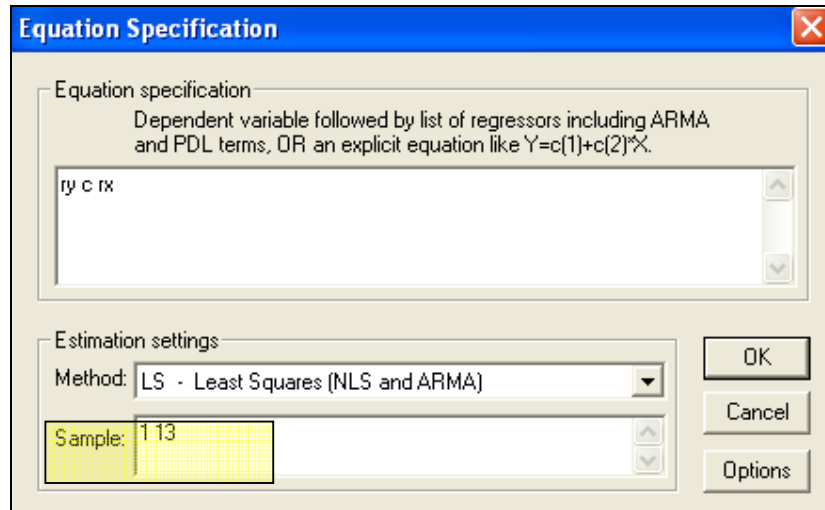 Equation Specification
Equation specification
Dependent variable followed by list of regressors including ARMA
and PDL terms, OR an explicit equation like Y=c(1)+c(2)*X.
ry c rx
Estimation settings
Method: LS - Least Squares (NLS and ARMA)
Sample: 1 13
OK
Cancel
Options